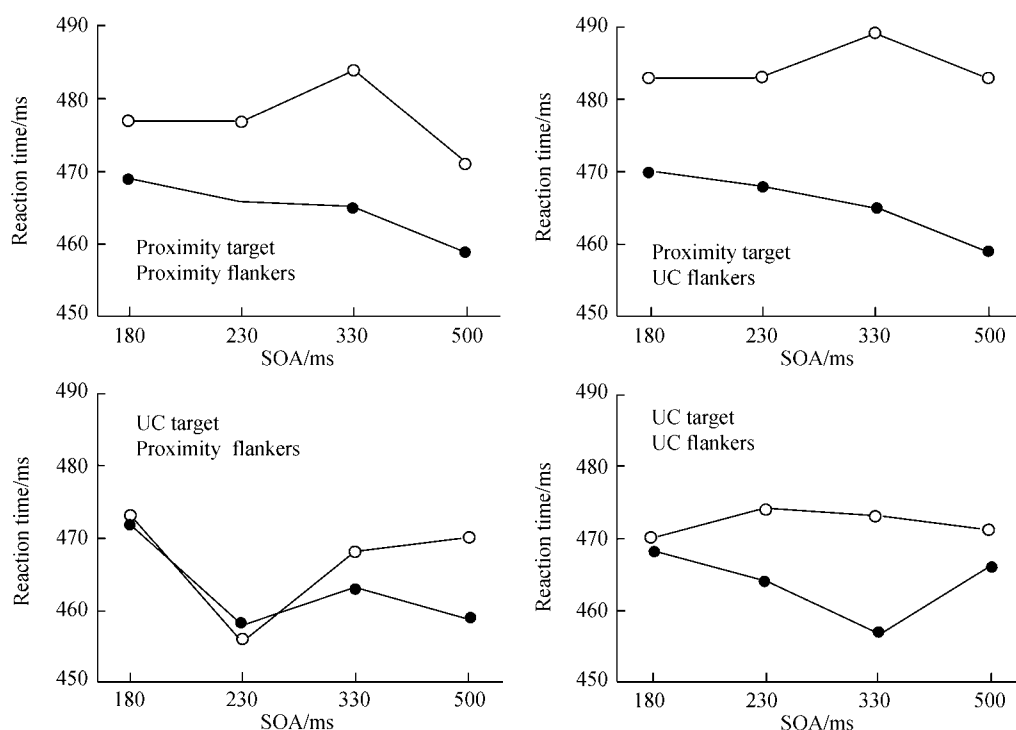 490
480
470
460
450
Reaction time/ms
Proximity target
Proximity flankers
180 230 330 500
SOA/ms
490
480
470
460
450
Reaction time/ms
Proximity target
UC flankers
180 230 330 500
SOA/ms
490
480
470
460
450
Reaction time/ms
UC target
Proximity flankers
180 230 330 500
SOA/ms
490
480
470
460
450
Reaction time/ms
UC target
UC flankers
180 230 330 500
SOA/ms